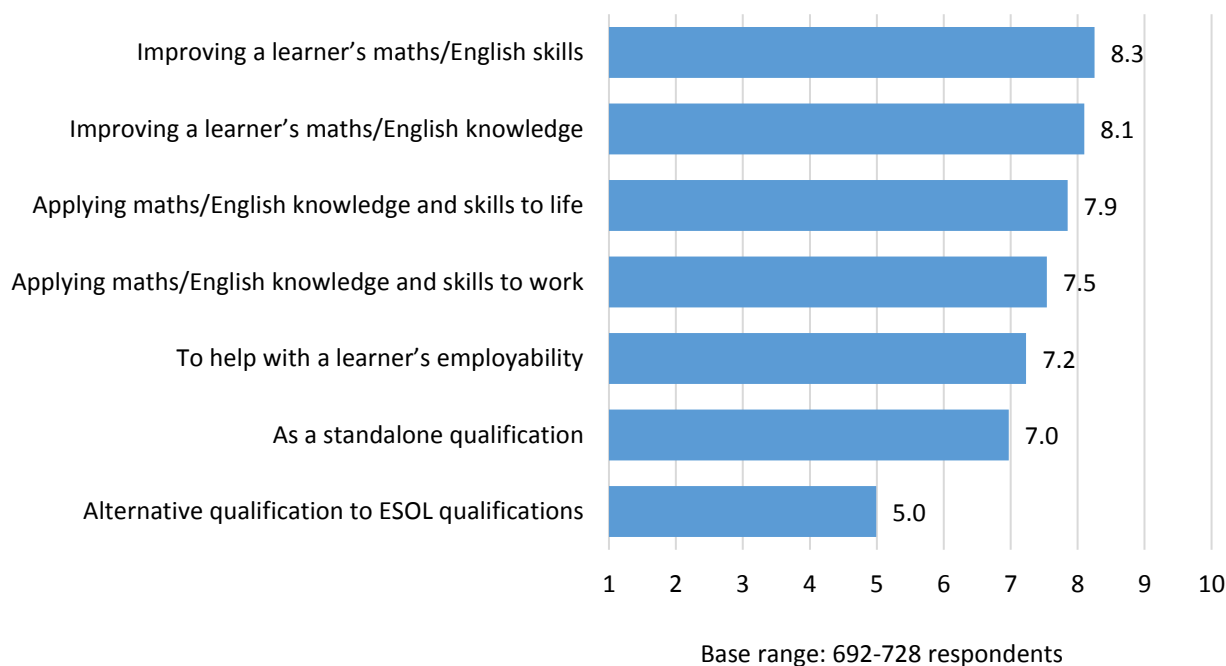 Improving a learner’s maths/English skills 8.3
Improving a learner’s maths/English knowledge 8.1
Applying maths/English knowledge and skills to life 7.9
Applying maths/English knowledge and skills to work 7.5
To help with a learner’s employability 7.2
As a standalone qualification 7.0
Alternative qualification to ESOL qualifications 5.0
1 2 3 4 5 6 7 8 9 10
Base range: 692-728 respondents